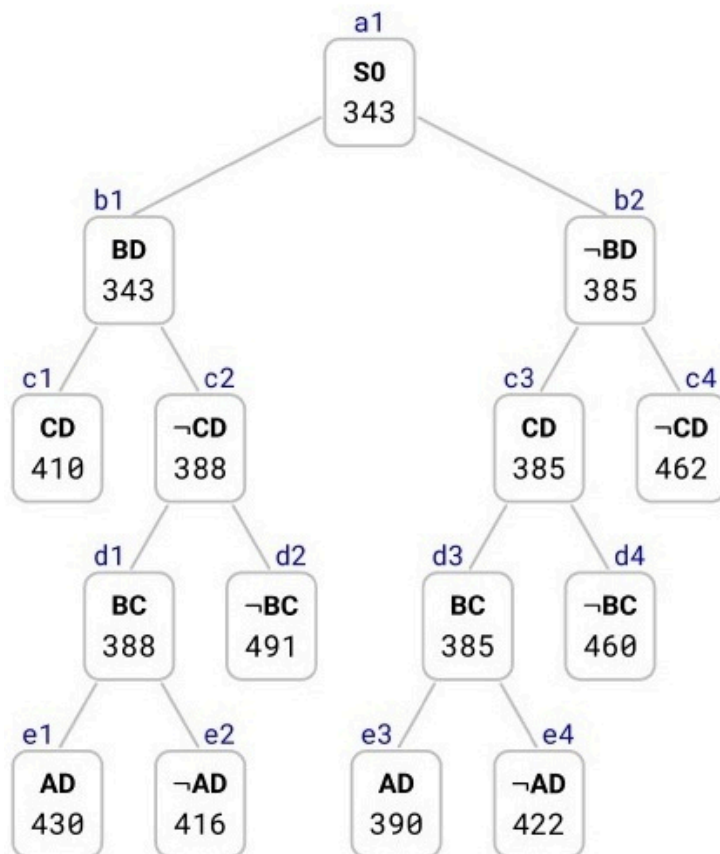 a1
S0
343
b1
b2
BD
¬BD
343
385
c1
c2
c3
c4
CD
¬CD
CD
¬CD
410
388
385
462
d1
d2
d3
d4
BC
¬BC
BC
¬BC
388
491
385
460
e1
e2
e3
e4
AD
¬AD
AD
¬AD
430
416
390
422